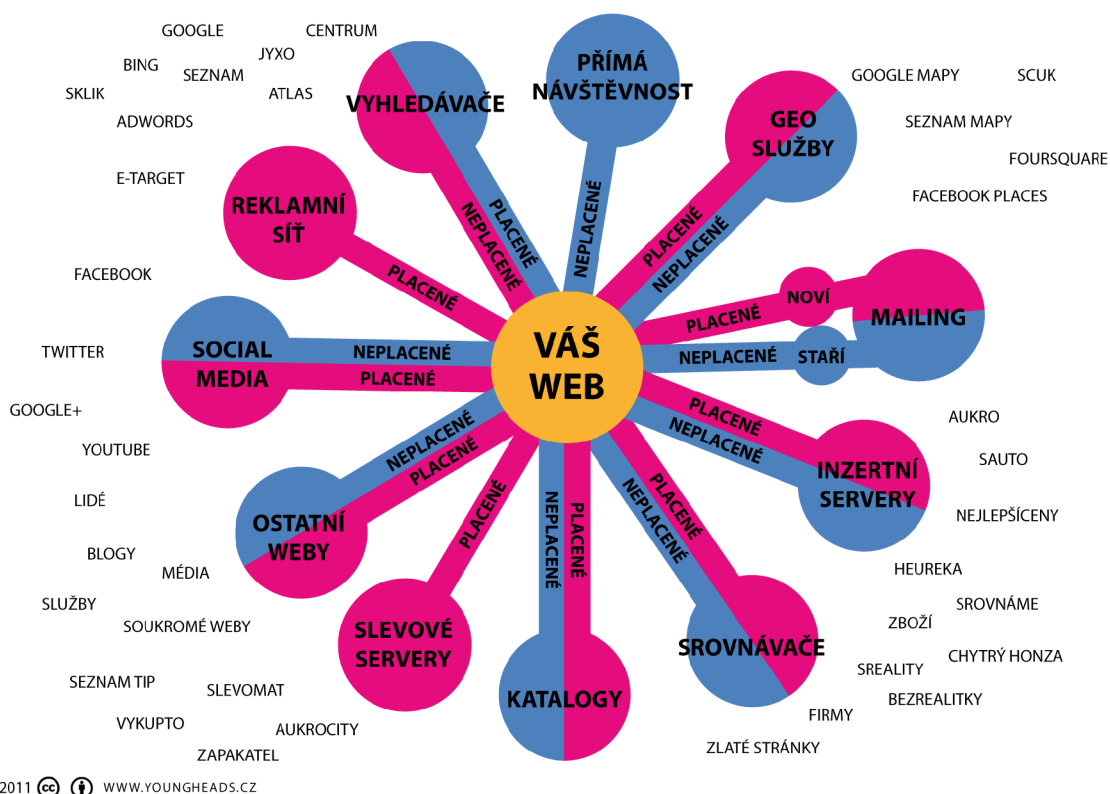 GOOGLE
CENTRUM
JYXO
BING
SEZNAM
SKLIK
ATLAS
ADWORDS
E-TARGET
VYHLEDÁVAČE
PLACENÉ
NEPLACENÉ
PŘÍMÁ
NÁVŠTĚVNOST
NEPLACENÉ
GEO
SLUŽBY
PLACENÉ
NEPLACENÉ
GOOGLE MAPY
SCUK
SEZNAM MAPY
FOURSQUARE
FACEBOOK PLACES
REKLAMNÍ
SÍŤ
PLACENÉ
MAILING
NOVÍ
PLACENÉ
STAŘÍ
NEPLACENÉ
VÁŠ
WEB
FACEBOOK
TWITTER
GOOGLE+
YOUTUBE
LIDÉ
SOCIAL
MEDIA
NEPLACENÉ
PLACENÉ
INZERTNÍ
SERVERY
PLACENÉ
NEPLACENÉ
AUKRO
SAUTO
NEJLEPŠÍCENY
OSTATNÍ
WEBY
NEPLACENÉ
PLACENÉ
BLOGY
MÉDIA
SLUŽBY
SOUKROMÉ WEBY
SLEVOVÉ
SERVERY
PLACENÉ
SEZNAM TIP
SLEVOMAT
VYKUPTO
AUKROCITY
ZAPAKATEL
KATALOGY
NEPLACENÉ
PLACENÉ
FIRMY
ZLATÉ STRÁNKY
SROVNÁVAČE
PLACENÉ
NEPLACENÉ
HEUREKA
SROVNÁME
ZBOŽÍ
CHYTRÝ HONZA
SREALITY
BEZREALITKY
2011 cc WWW.YOUNGHEADS.CZ